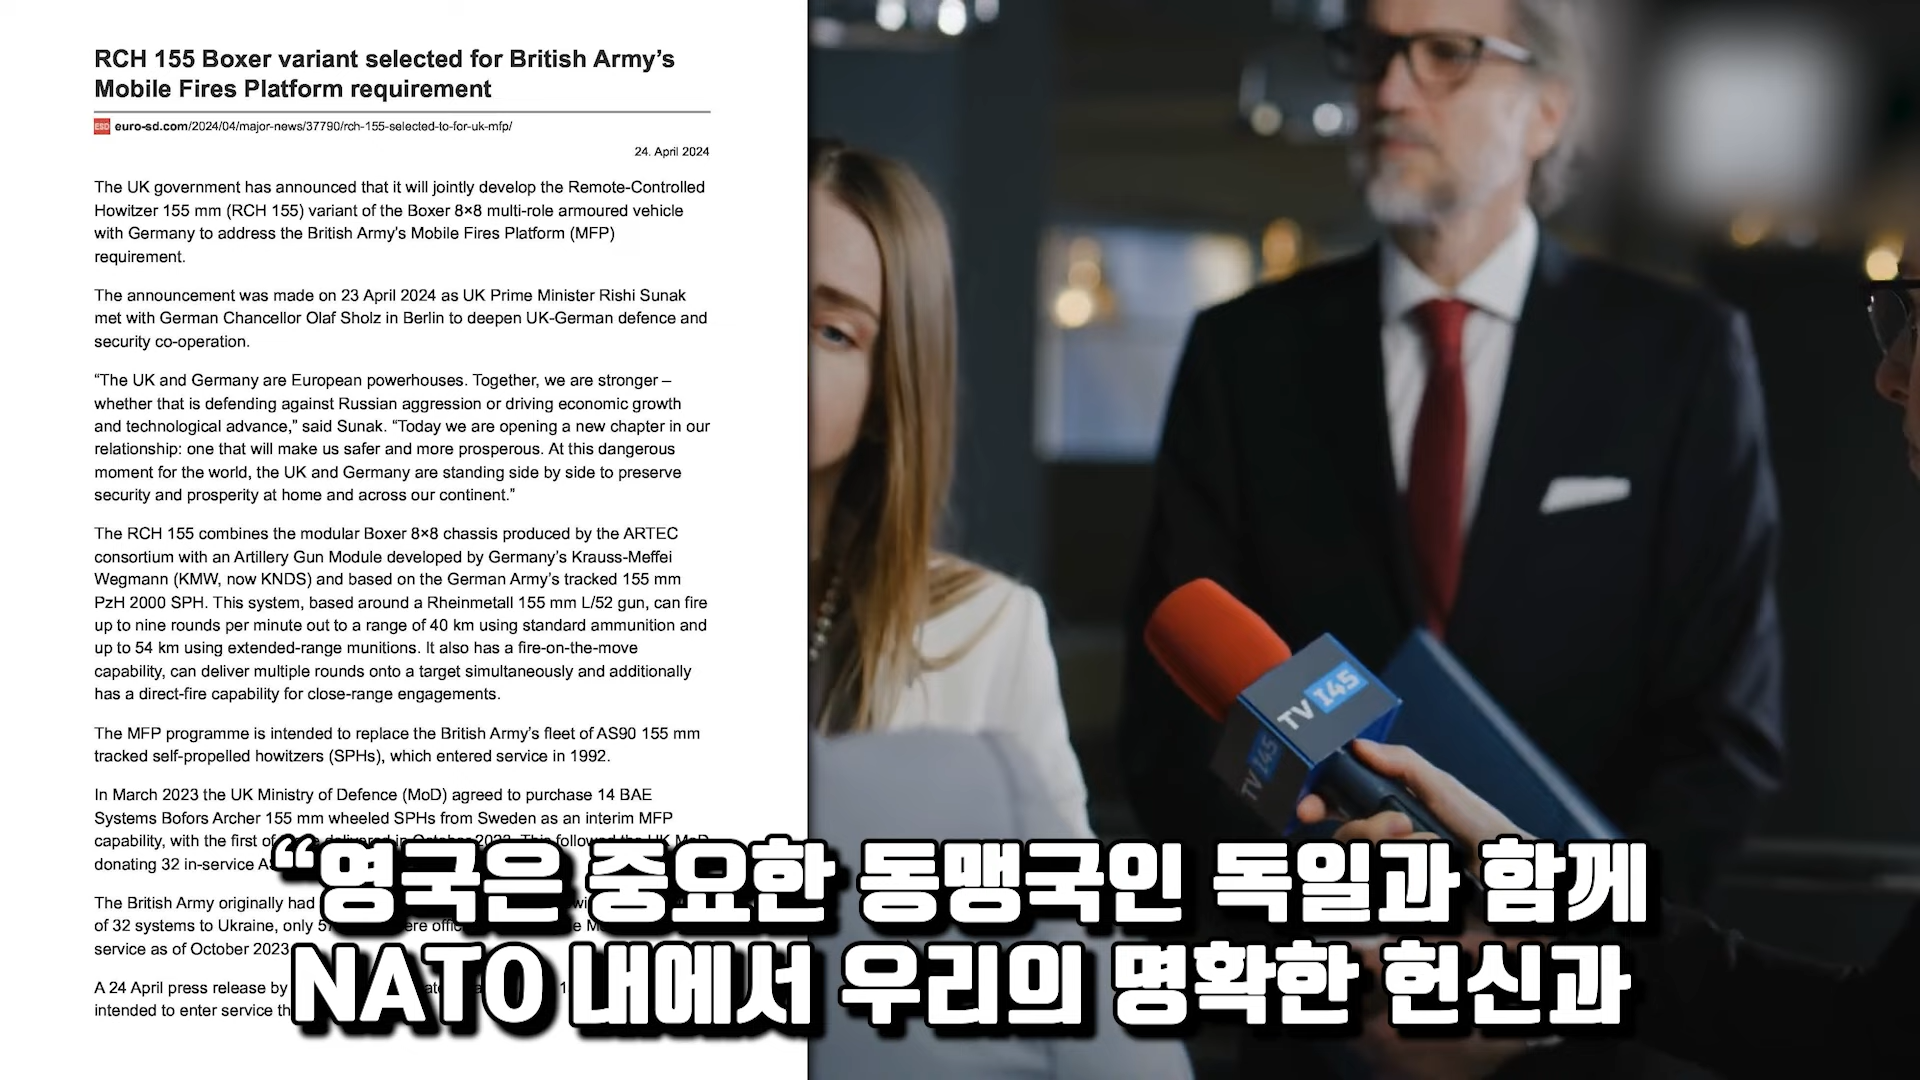 RCH 155 Boxer variant selected for British Army's
Mobile Fires Platform requirement
ESD euro-sd.com/2024/04/major-news/37790/rch-155-selected-to-for-uk-mfp/
24. April 2024
The UK government has announced that it will jointly develop the Remote-Controlled
Howitzer 155 mm (RCH 155) variant of the Boxer 8×8 multi-role armoured vehicle
with Germany to address the British Army's Mobile Fires Platform (MFP)
requirement.
The announcement was made on 23 April 2024 as UK Prime Minister Rishi Sunak
met with German Chancellor Olaf Sholz in Berlin to deepen UK-German defence and
security co-operation.
“The UK and Germany are European powerhouses. Together, we are stronger –
whether that is defending against Russian aggression or driving economic growth
and technological advance,” said Sunak. “Today we are opening a new chapter in our
relationship: one that will make us safer and more prosperous. At this dangerous
moment for the world, the UK and Germany are standing side by side to preserve
security and prosperity at home and across our continent.”
The RCH 155 combines the modular Boxer 8×8 chassis produced by the ARTEC
consortium with an Artillery Gun Module developed by Germany's Krauss-Meffei
Wegmann (KMW, now KNDS) and based on the German Army's tracked 155 mm
PzH 2000 SPH. This system, based around a Rheinmetall 155 mm L/52 gun, can fire
up to nine rounds per minute out to a range of 40 km using standard ammunition and
up to 54 km using extended-range munitions. It also has a fire-on-the-move
capability, can deliver multiple rounds onto a target simultaneously and additionally
has a direct-fire capability for close-range engagements.
The MFP programme is intended to replace the British Army's fleet of AS90 155 mm
tracked self-propelled howitzers (SPHs), which entered service in 1992.
In March 2023 the UK Ministry of Defence (MoD) agreed to purchase 14 BAE
Systems Bofors Archer 155 mm wheeled SPHs from Sweden as an interim MFP
capability, with the first of delivered in October 2023. This followed the UK MoD
donating 32 in-service
The British Army originally had
of 32 systems to Ukraine, only
service as of October 2023
A 24 April press release by
intended to enter service
TV 145
TV 145
“영국은 중요한 동맹국인 독일과 함께
NATO 내에서 우리의 명확한 헌신과